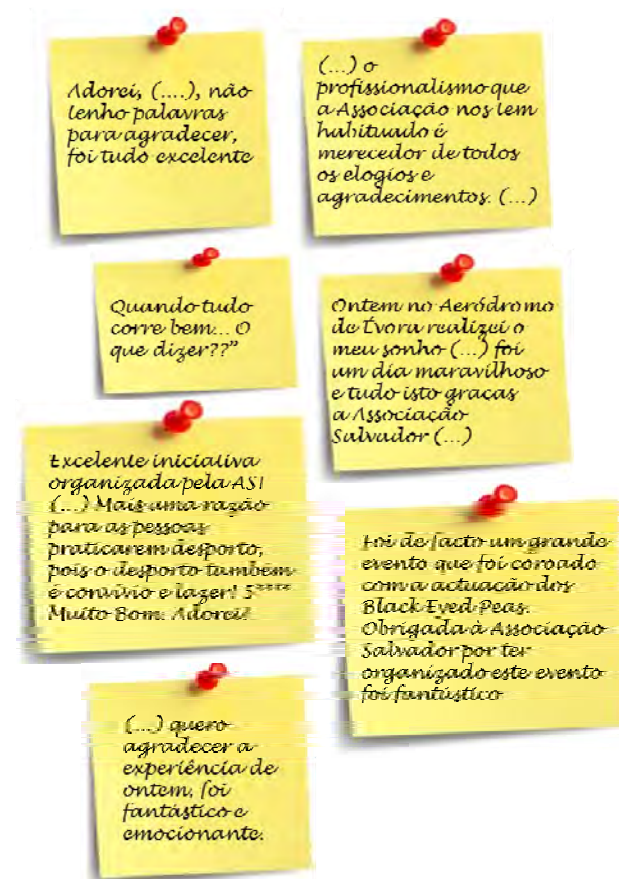 Adorei, (....), não
tenho palavras
para agradecer,
foi tudo excelente
(...) o
profissionalismo que
a Associação nos tem
habituado é
merecedor de todos
os elogios e
agradecimentos. (...)
Quando tudo
corre bem... O
que dizer??"
Ontem no Aeródromo
de Évora realizei o
meu sonho (...) foi
um dia maravilhoso
e tudo isto graças
a Associação
Salvador (...)
Excelente iniciativa
organizada pela AS!
(...) Mais uma razão
para as pessoas
praticarem desporto,
pois o desporto também
é convívio e lazer! 5****
Muito Bom. Adorei!
Foi de facto um grande
evento que foi coroado
com a actuação dos
Black Eyed Peas.
Obrigada à Associação
Salvador por ter
organizado este evento
foi fantástico
(...) quero
agradecer a
experiência de
ontem, foi
fantástico e
emocionante.